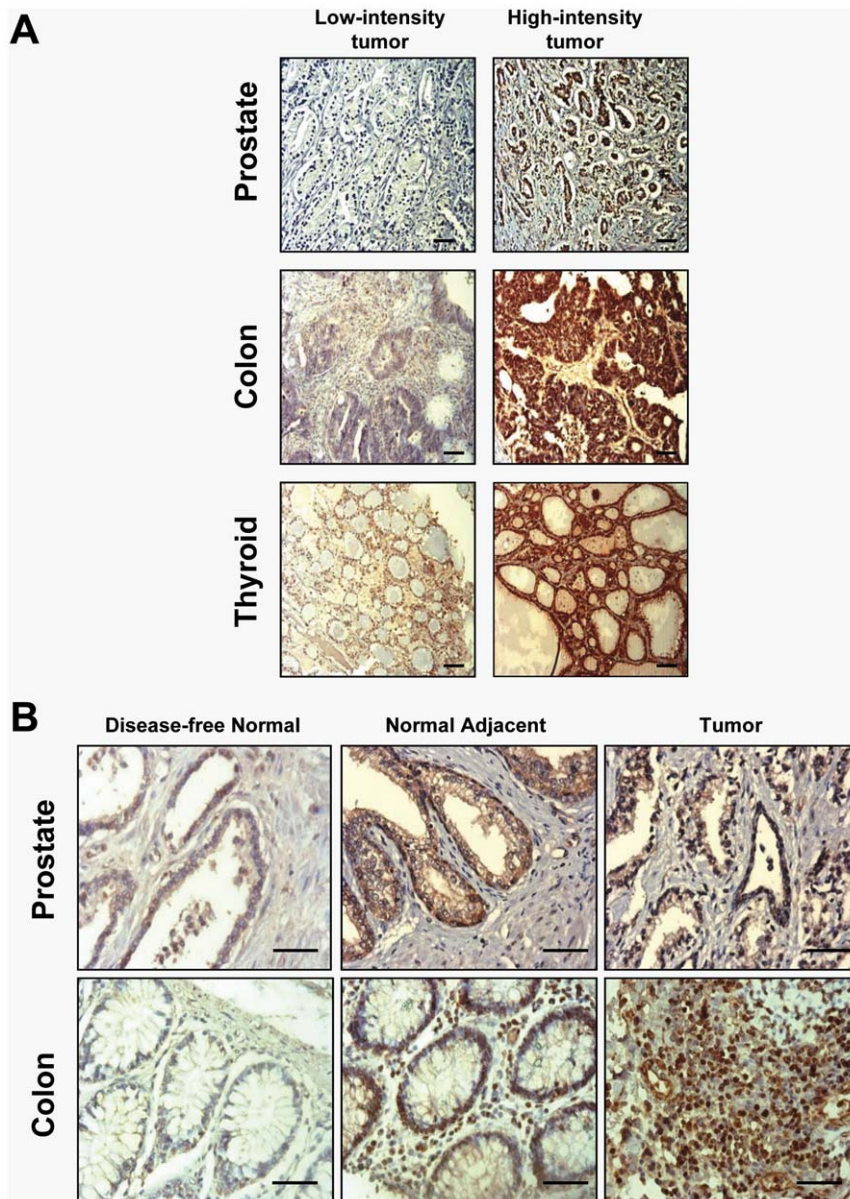 A
Low-intensity
tumor
High-intensity
tumor
Prostate
Colon
Thyroid
B
Disease-free Normal
Normal Adjacent
Tumor
Prostate
Colon